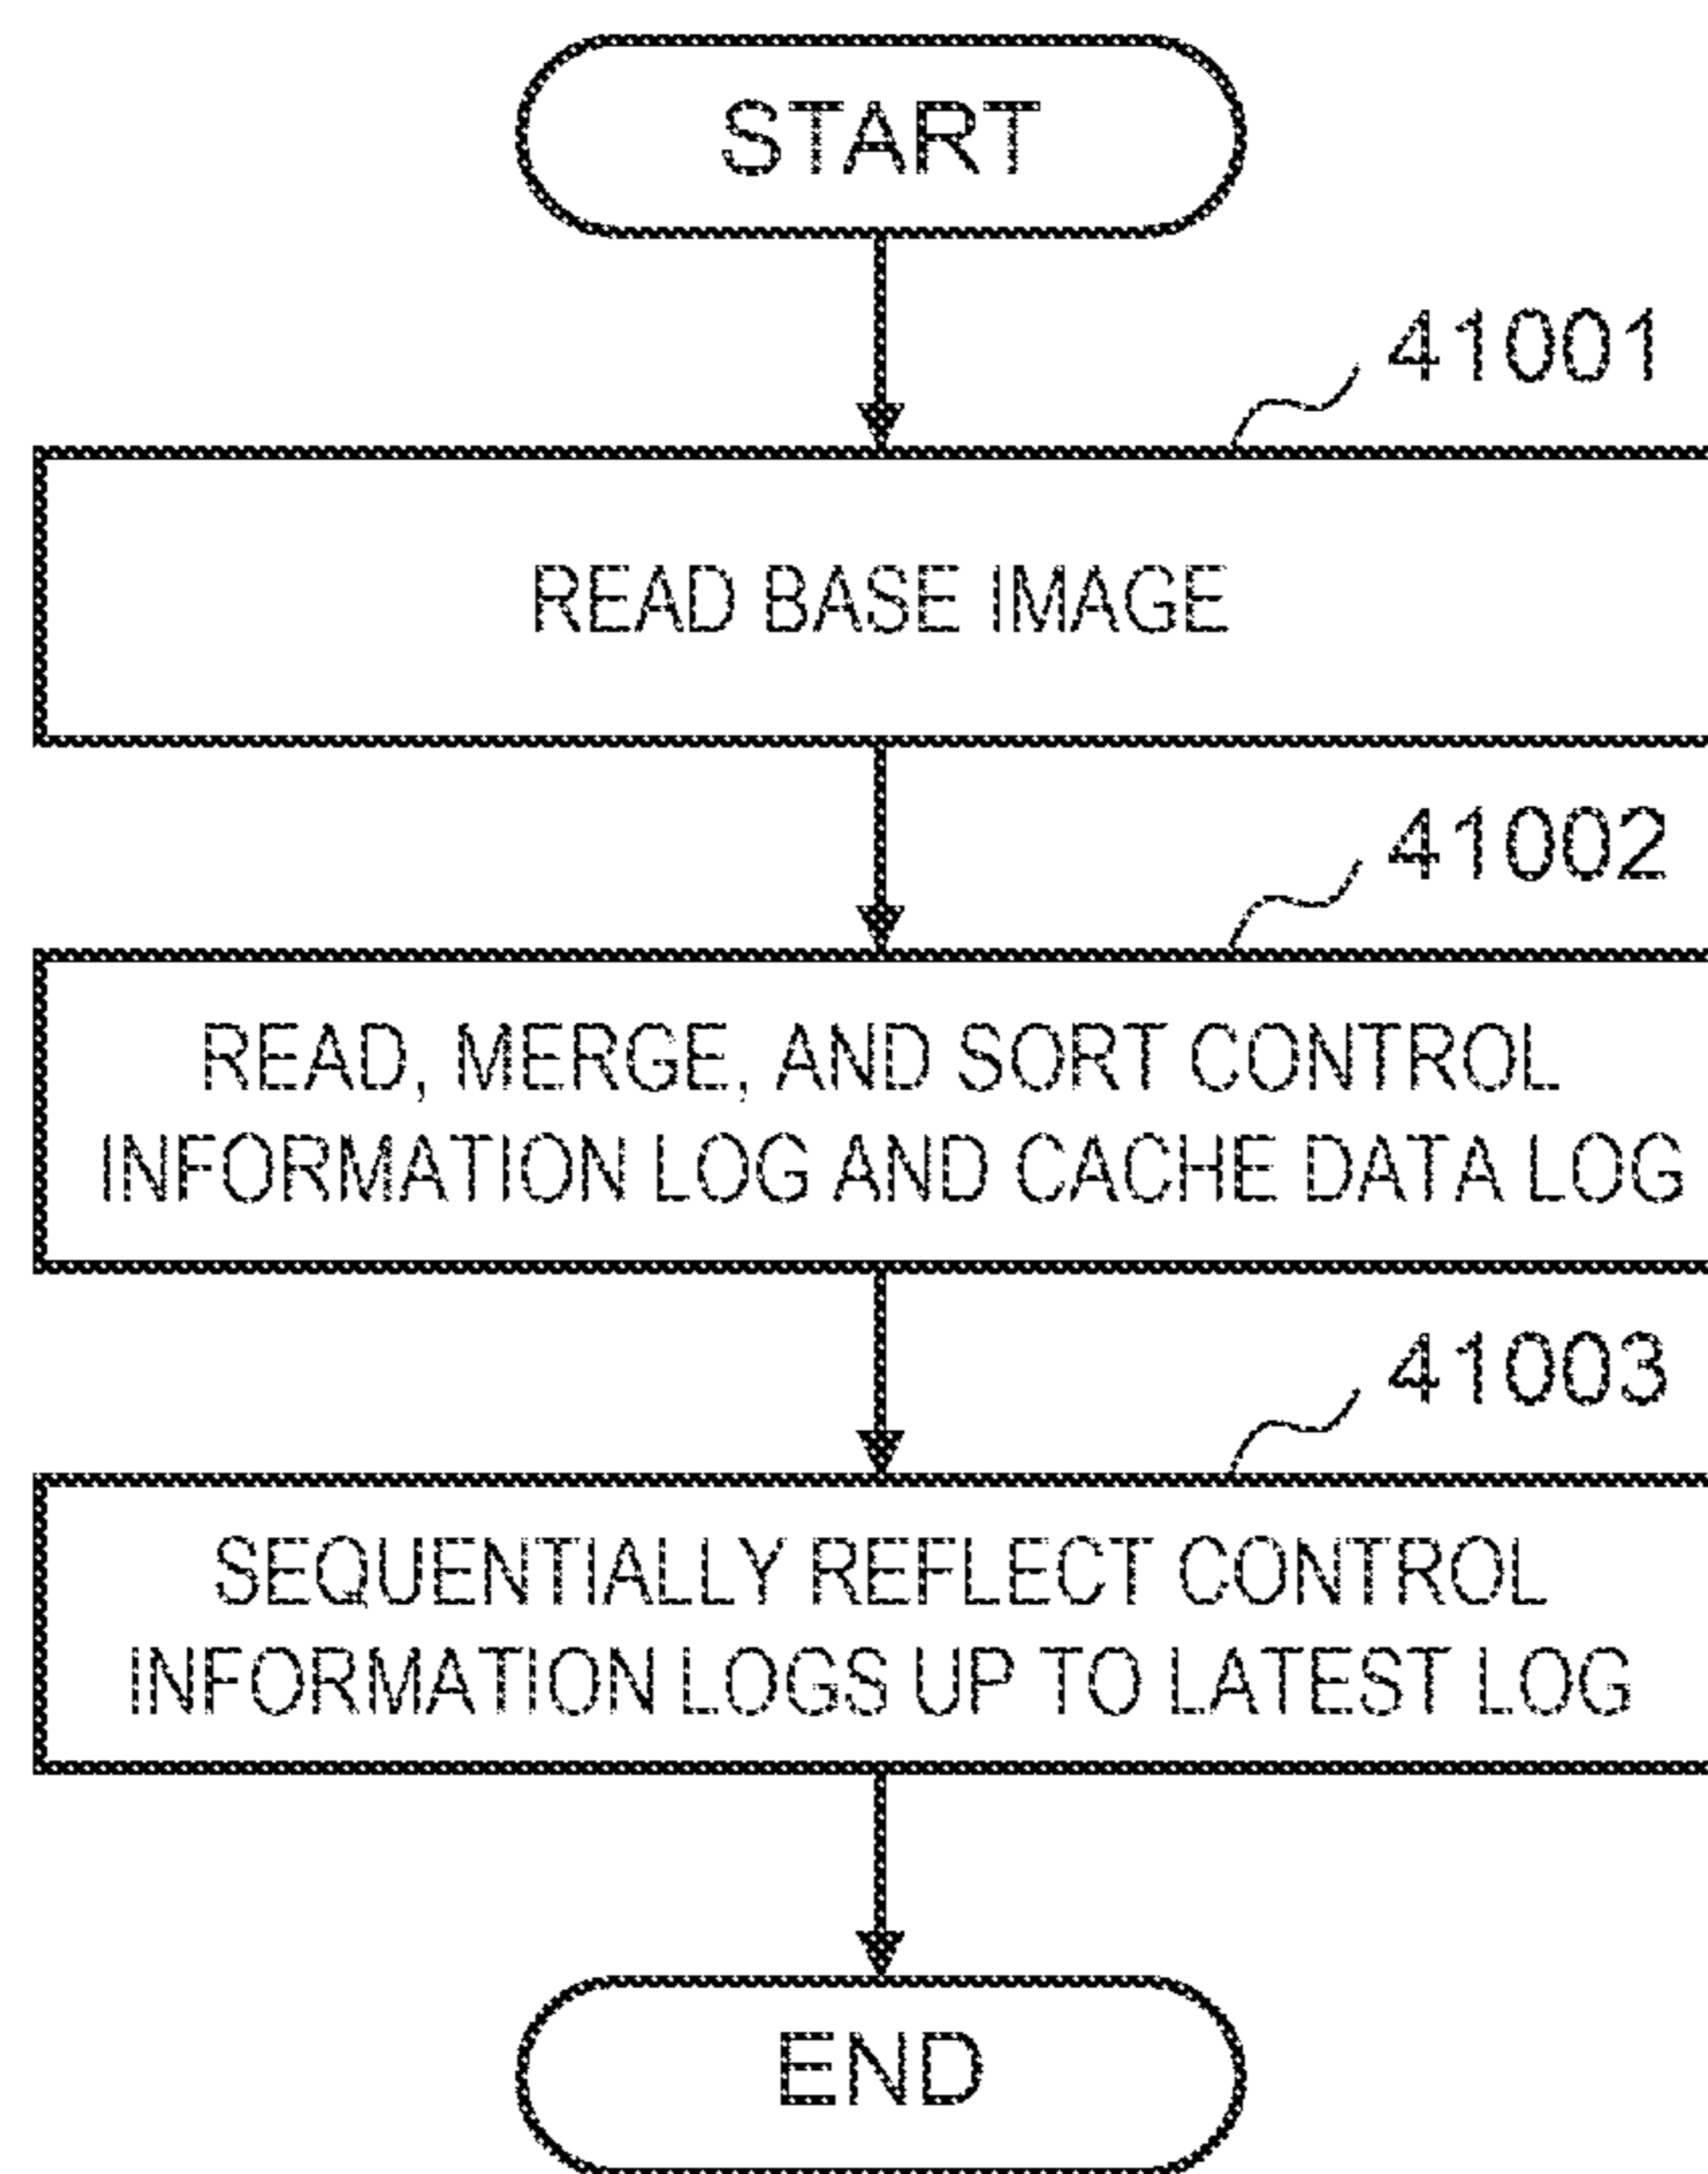 START
41001
READ BASE IMAGE
41002
READ, MERGE, AND SORT CONTROL
INFORMATION LOG AND CACHE DATA LOG
41003
SEQUENTIALLY REFLECT CONTROL
INFORMATION LOGS UP TO LATEST LOG
END